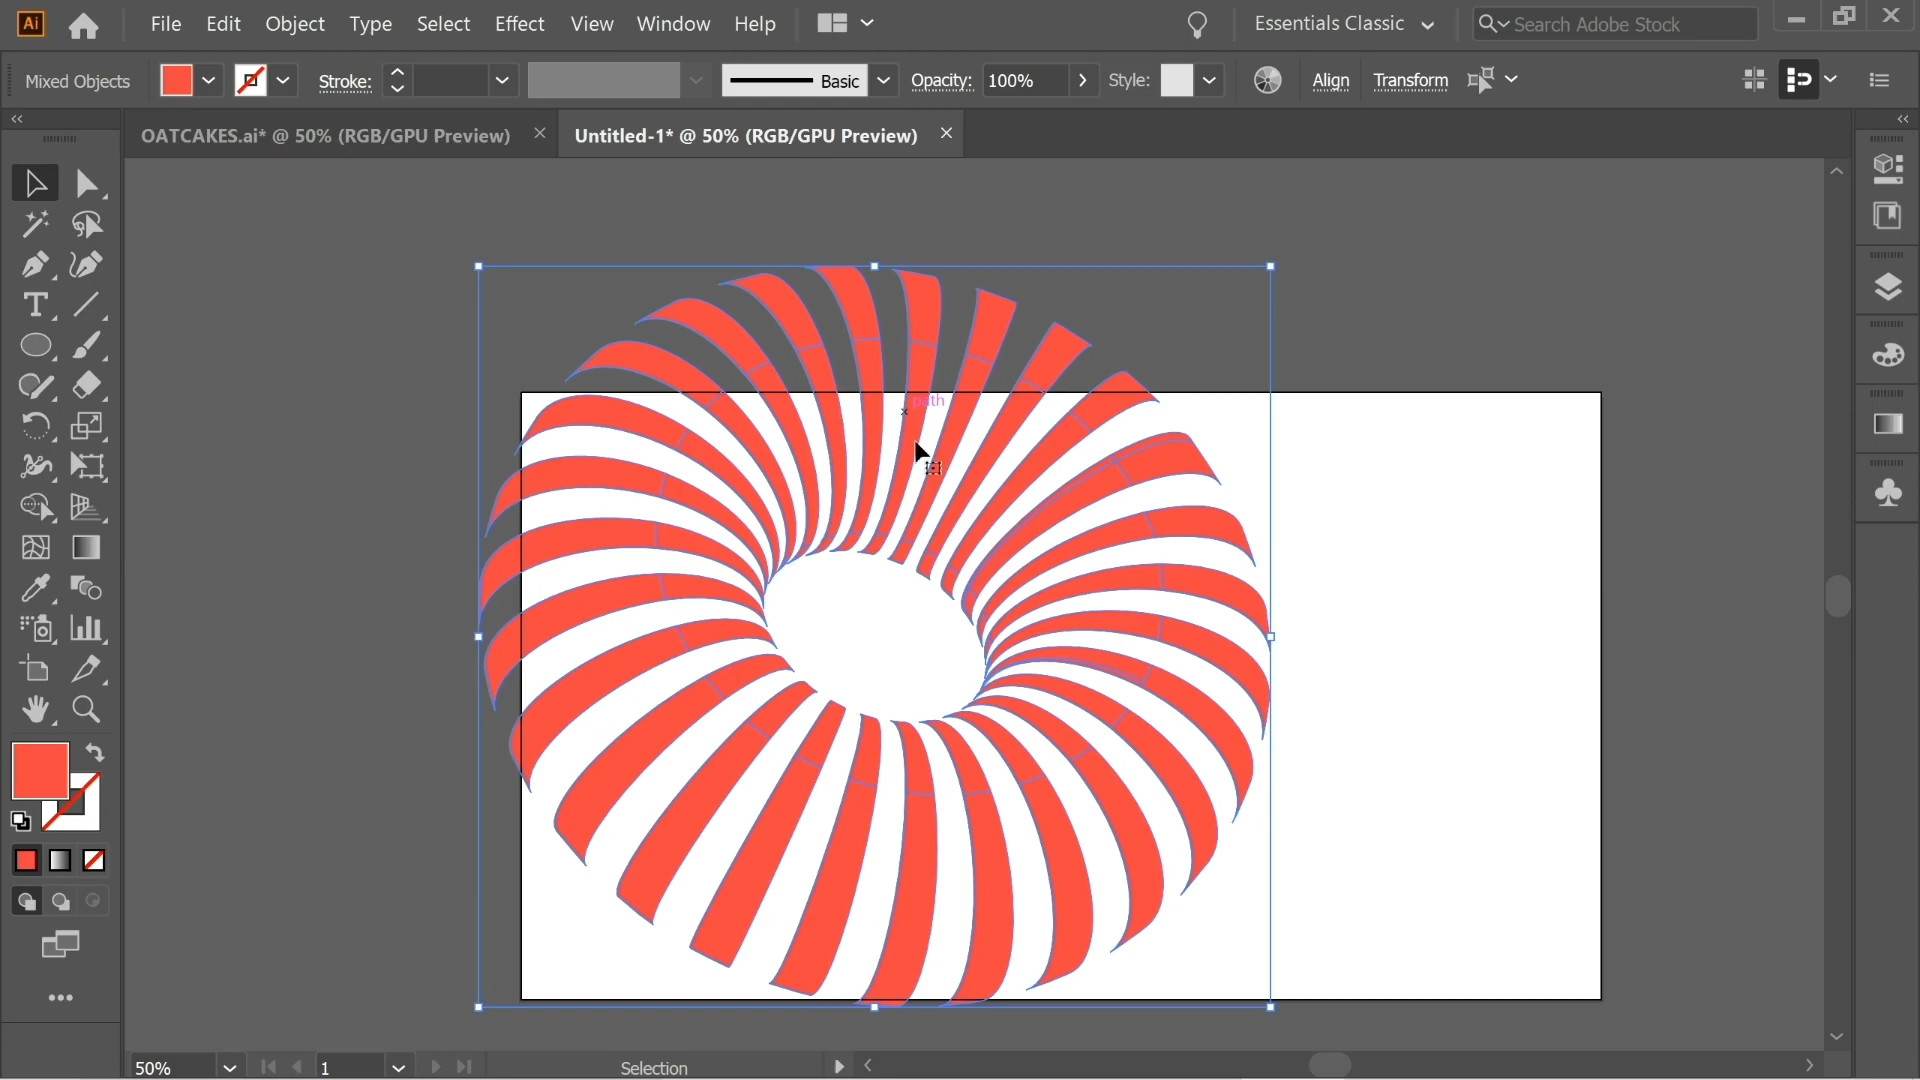 Ai File Edit Object Type Select Effect View Window Help Essentials Classic Search Adobe Stock
Mixed Objects Stroke: Basic Opacity: 100% Style: Align Transform
OATCAKES.ai* @ 50% (RGB/GPU Preview) Untitled-1* @ 50% (RGB/GPU Preview)
path
50% 1 Selection